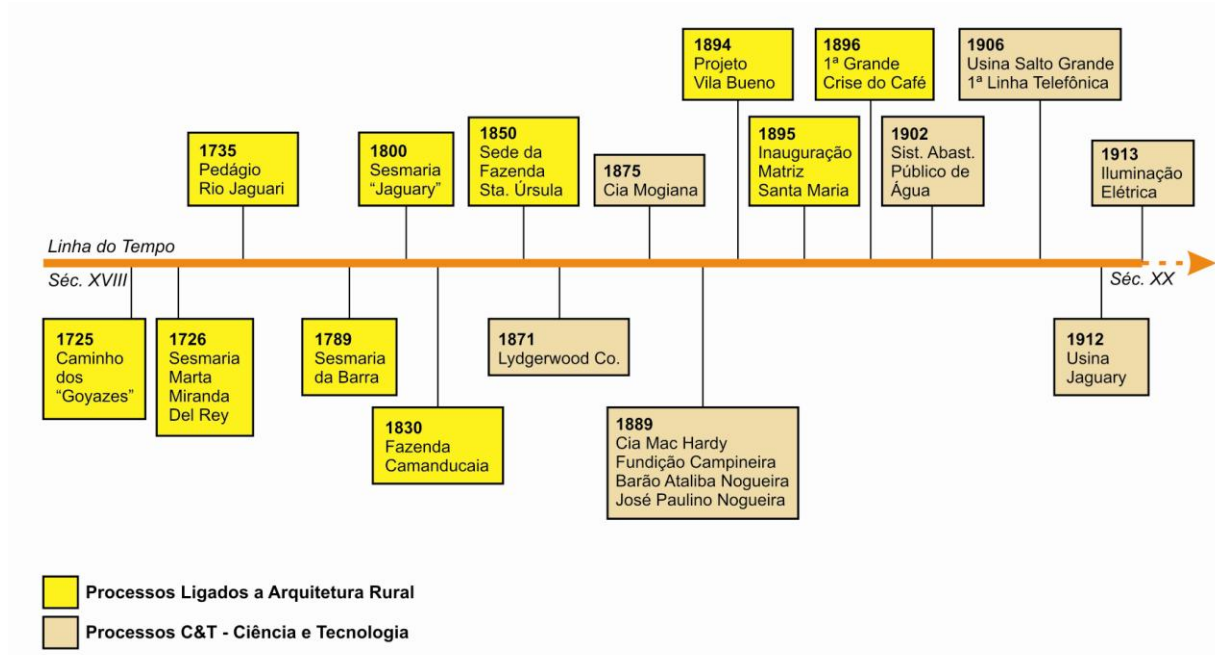 1894
Projeto
Vila Bueno
1896
1ª Grande
Crise do Café
1906
Usina Salto Grande
1ª Linha Telefônica
1735
Pedágio
Rio Jaguari
1800
Sesmaria
“Jaguary”
1850
Sede da
Fazenda
Sta. Úrsula
1875
Cia Mogiana
1895
Inauguração
Matriz
Santa Maria
1902
Sist. Abast.
Público de
Água
1913
Iluminação
Elétrica
Linha do Tempo
Séc. XVIII
Séc. XX
1725
Caminho
dos
“Goyazes”
1726
Sesmaria
Marta
Miranda
Del Rey
1789
Sesmaria
da Barra
1830
Fazenda
Camanducaia
1871
Lydgerwood Co.
1889
Cia Mac Hardy
Fundição Campineira
Barão Ataliba Nogueira
José Paulino Nogueira
1912
Usina
Jaguary
Processos Ligados a Arquitetura Rural
Processos C&T - Ciência e Tecnologia